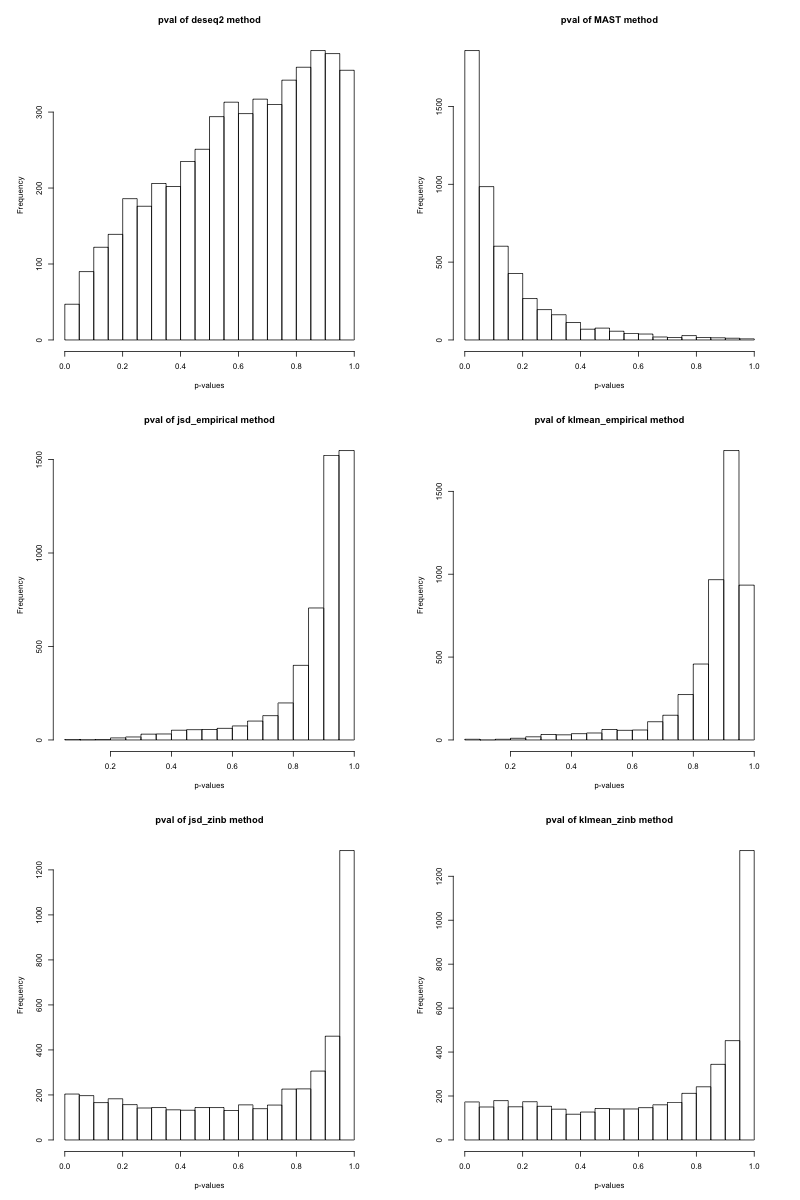 pval of deseq2 method
Frequency
0
100
200
300
0.0 0.2 0.4 0.6 0.8 1.0
p-values
pval of MAST method
Frequency
0
500
1000
1500
0.0 0.2 0.4 0.6 0.8 1.0
p-values
pval of jsd_empirical method
Frequency
0
500
1000
1500
0.2 0.4 0.6 0.8 1.0
p-values
pval of klmean_empirical method
Frequency
0
500
1000
1500
0.2 0.4 0.6 0.8 1.0
p-values
pval of jsd_zinb method
Frequency
0
200
400
600
800
1000
1200
0.0 0.2 0.4 0.6 0.8 1.0
p-values
pval of klmean_zinb method
Frequency
0
200
400
600
800
1000
1200
0.0 0.2 0.4 0.6 0.8 1.0
p-values